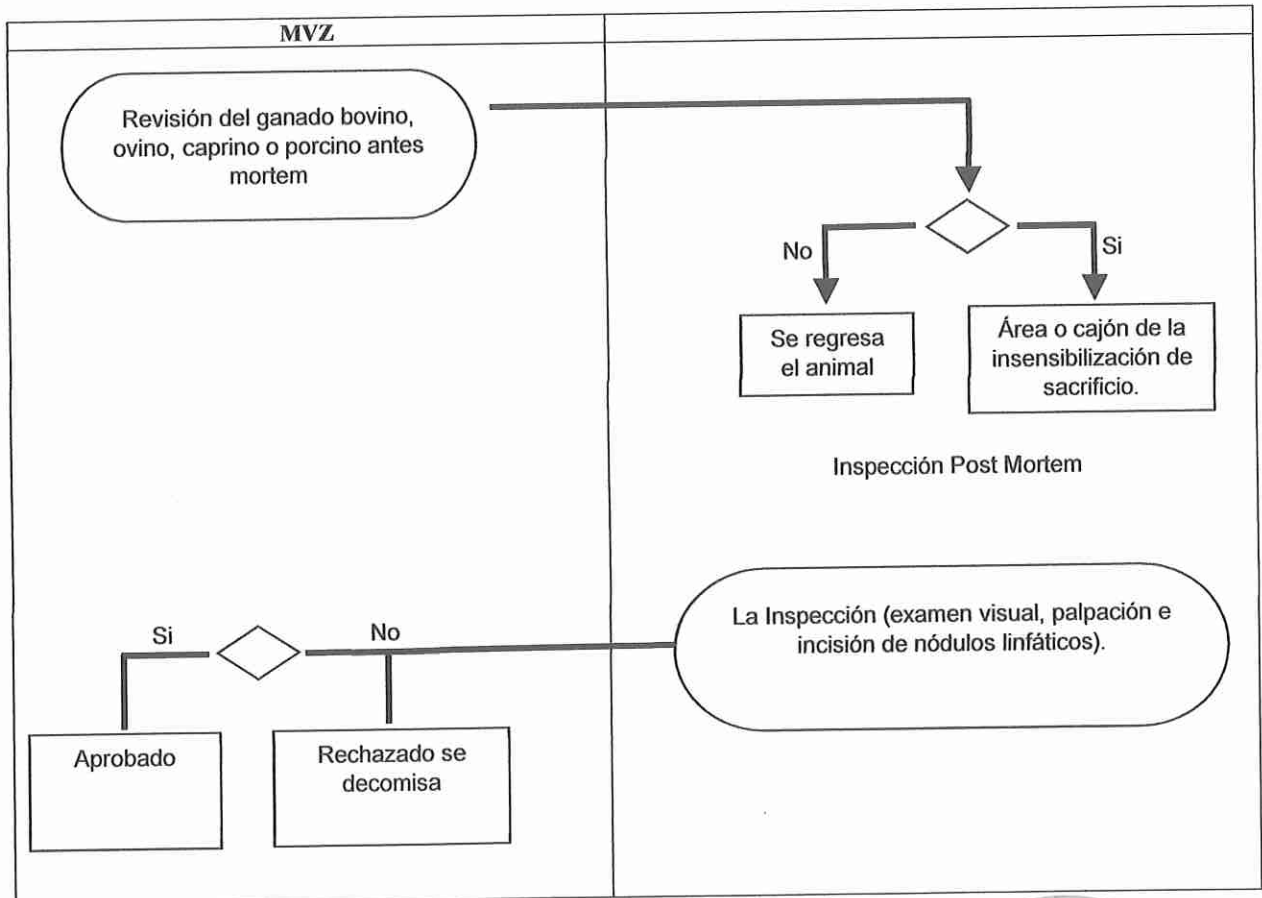 MVZ
Revisión del ganado bovino,
ovino, caprino o porcino antes
mortem
No
Si
Se regresa
el animal
Área o cajón de la
insensibilización de
sacrificio.
Inspección Post Mortem
La Inspección (examen visual, palpación e
incisión de nódulos linfáticos).
Si
No
Aprobado
Rechazado se
decomisa